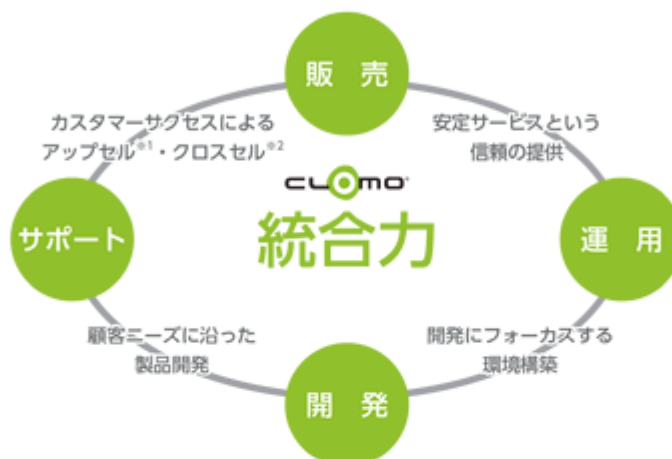 販 売
カスタマーサクセスによる
アップセル※1・クロスセル※2
安定サービスという
信頼の提供
CLOMO
統合力
サポート
運 用
顧客ニーズに沿った
製品開発
開発にフォーカスする
環境構築
開 発